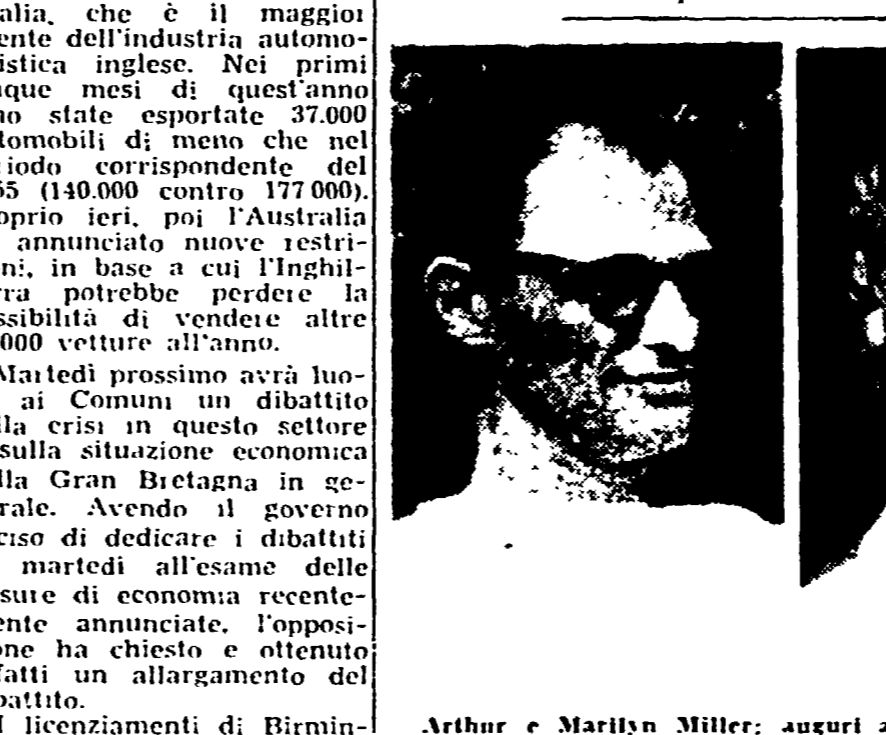 alia, che è il maggior
ente dell'industria automo-
istica inglese. Nei primi
que mesi di quest'anno
no state esportate 37.000
tomobili di meno che nel
iodo corrispondente del
55 (140.000 contro 177 000).
oprio ieri, poi l'Australia
annunciato nuove restri-
ni, in base a cui l'Inghil-
rra potrebbe perdere la
ssibilità di vendere altre
000 vetture all'anno.
Martedì prossimo avrà luo-
ai Comuni un dibattito
lla crisi in questo settore
sulla situazione economica
lla Gran Bretagna in ge-
rale. Avendo il governo
ciso di dedicare i dibattiti
martedì all'esame delle
sure di economia recente-
ente annunciate, l'opposi-
one ha chiesto e ottenuto
fatti un allargamento del
battito.
I licenziamenti di Birmin-
Arthur e Marilyn Miller: auguri a